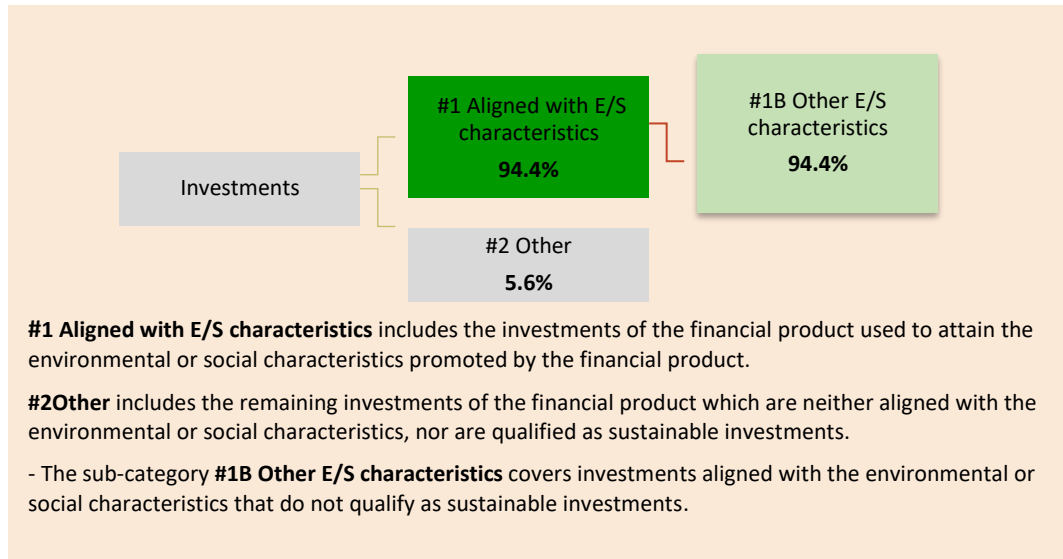 #1 Aligned with E/S
characteristics
94.4%
#1B Other E/S
characteristics
94.4%
Investments
#2 Other
5.6%
#1 Aligned with E/S characteristics includes the investments of the financial product used to attain the
environmental or social characteristics promoted by the financial product.
#2Other includes the remaining investments of the financial product which are neither aligned with the
environmental or social characteristics, nor are qualified as sustainable investments.
- The sub-category #1B Other E/S characteristics covers investments aligned with the environmental or
social characteristics that do not qualify as sustainable investments.